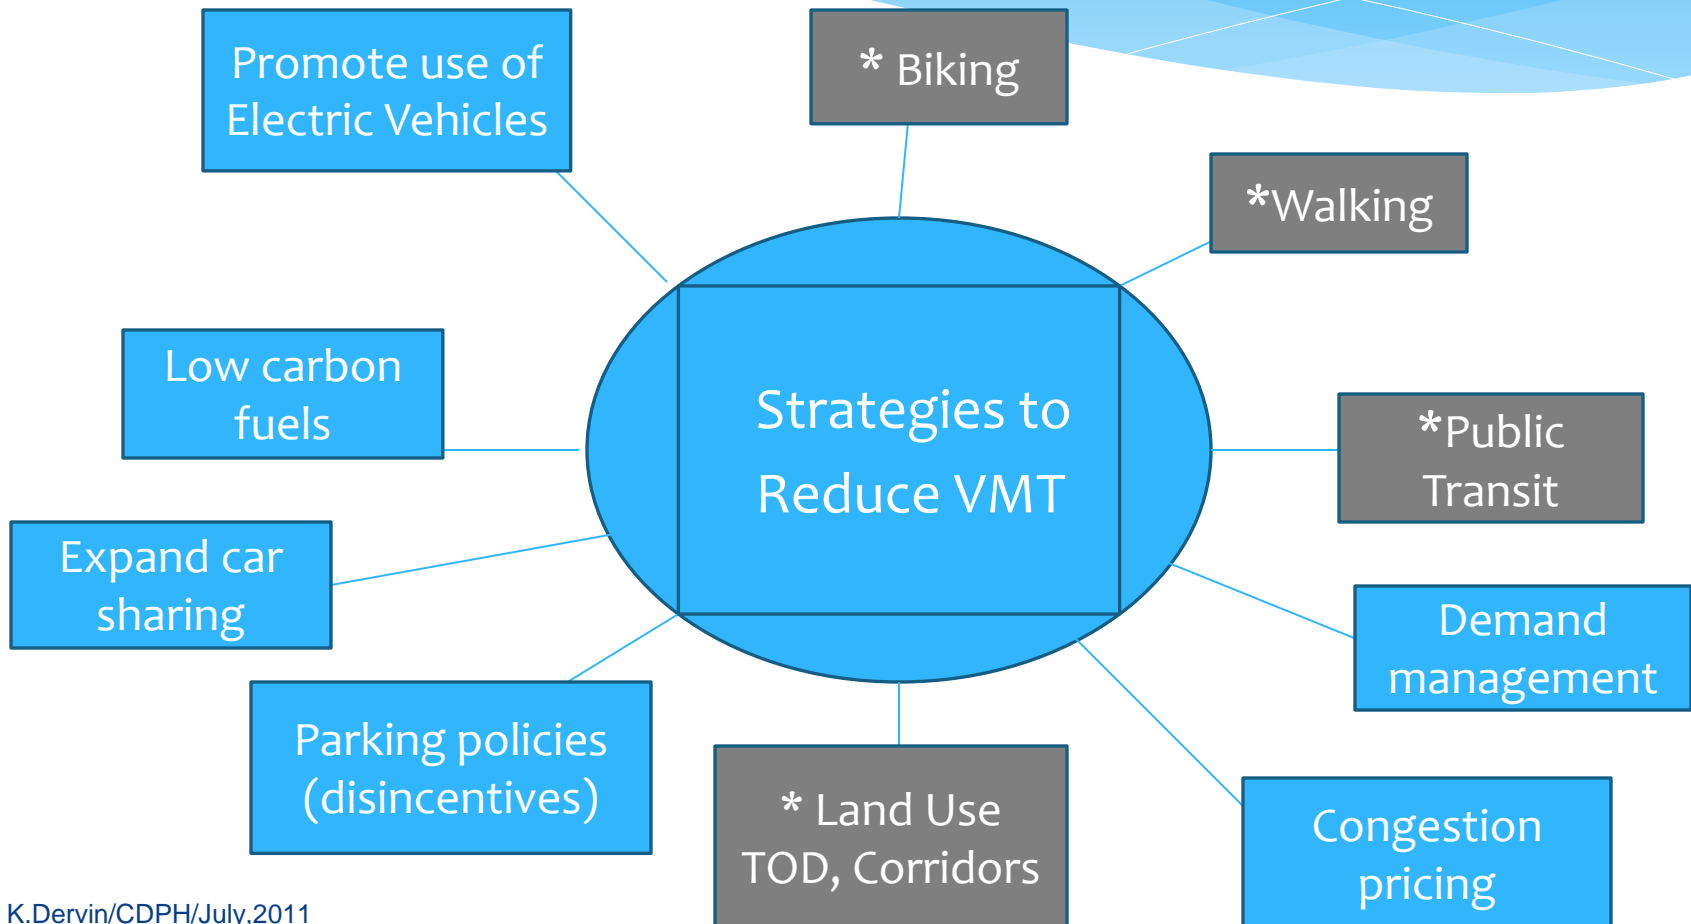 Promote use of
Electric Vehicles
* Biking
*Walking
Low carbon
fuels
Strategies to
Reduce VMT
*Public
Transit
Expand car
sharing
Demand
management
Parking policies
(disincentives)
* Land Use
TOD, Corridors
Congestion
pricing
K.Dervin/CDPH/July,2011